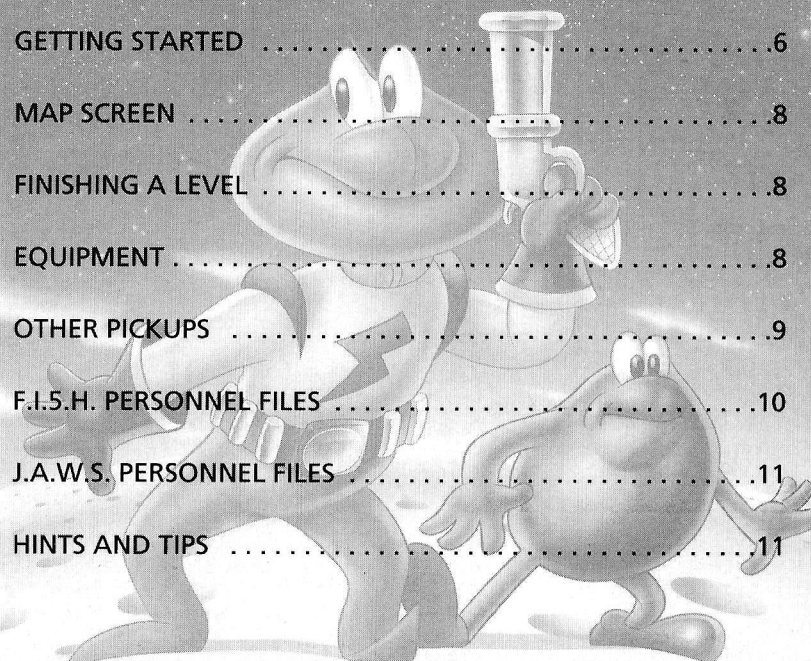 GETTING STARTED ................................6
MAP SCREEN ......................................8
FINISHING A LEVEL ................................8
EQUIPMENT .......................................8
OTHER PICKUPS ..................................9
F.I.5.H. PERSONNEL FILES ..........................10
J.A.W.S. PERSONNEL FILES .........................11
HINTS AND TIPS ..................................11